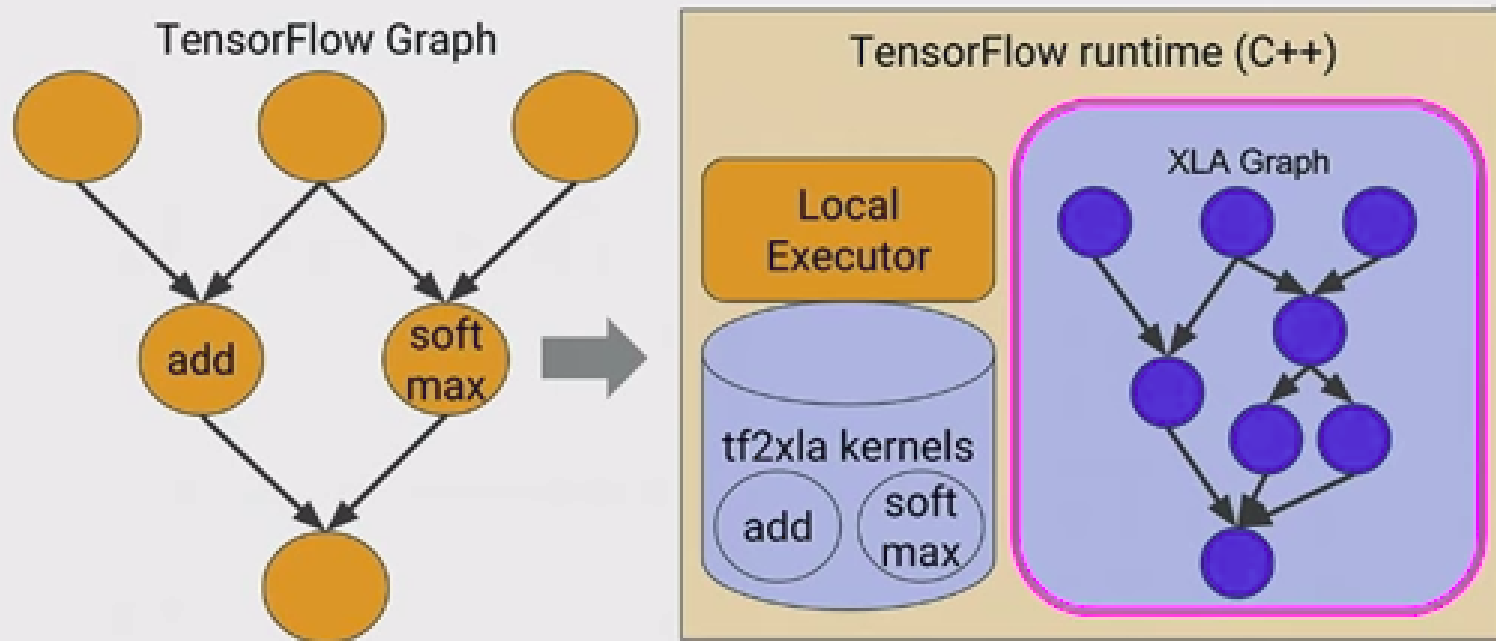 TensorFlow Graph
add
soft
max
TensorFlow runtime (C++)
Local
Executor
tf2xla kernels
add
soft
max
XLA Graph